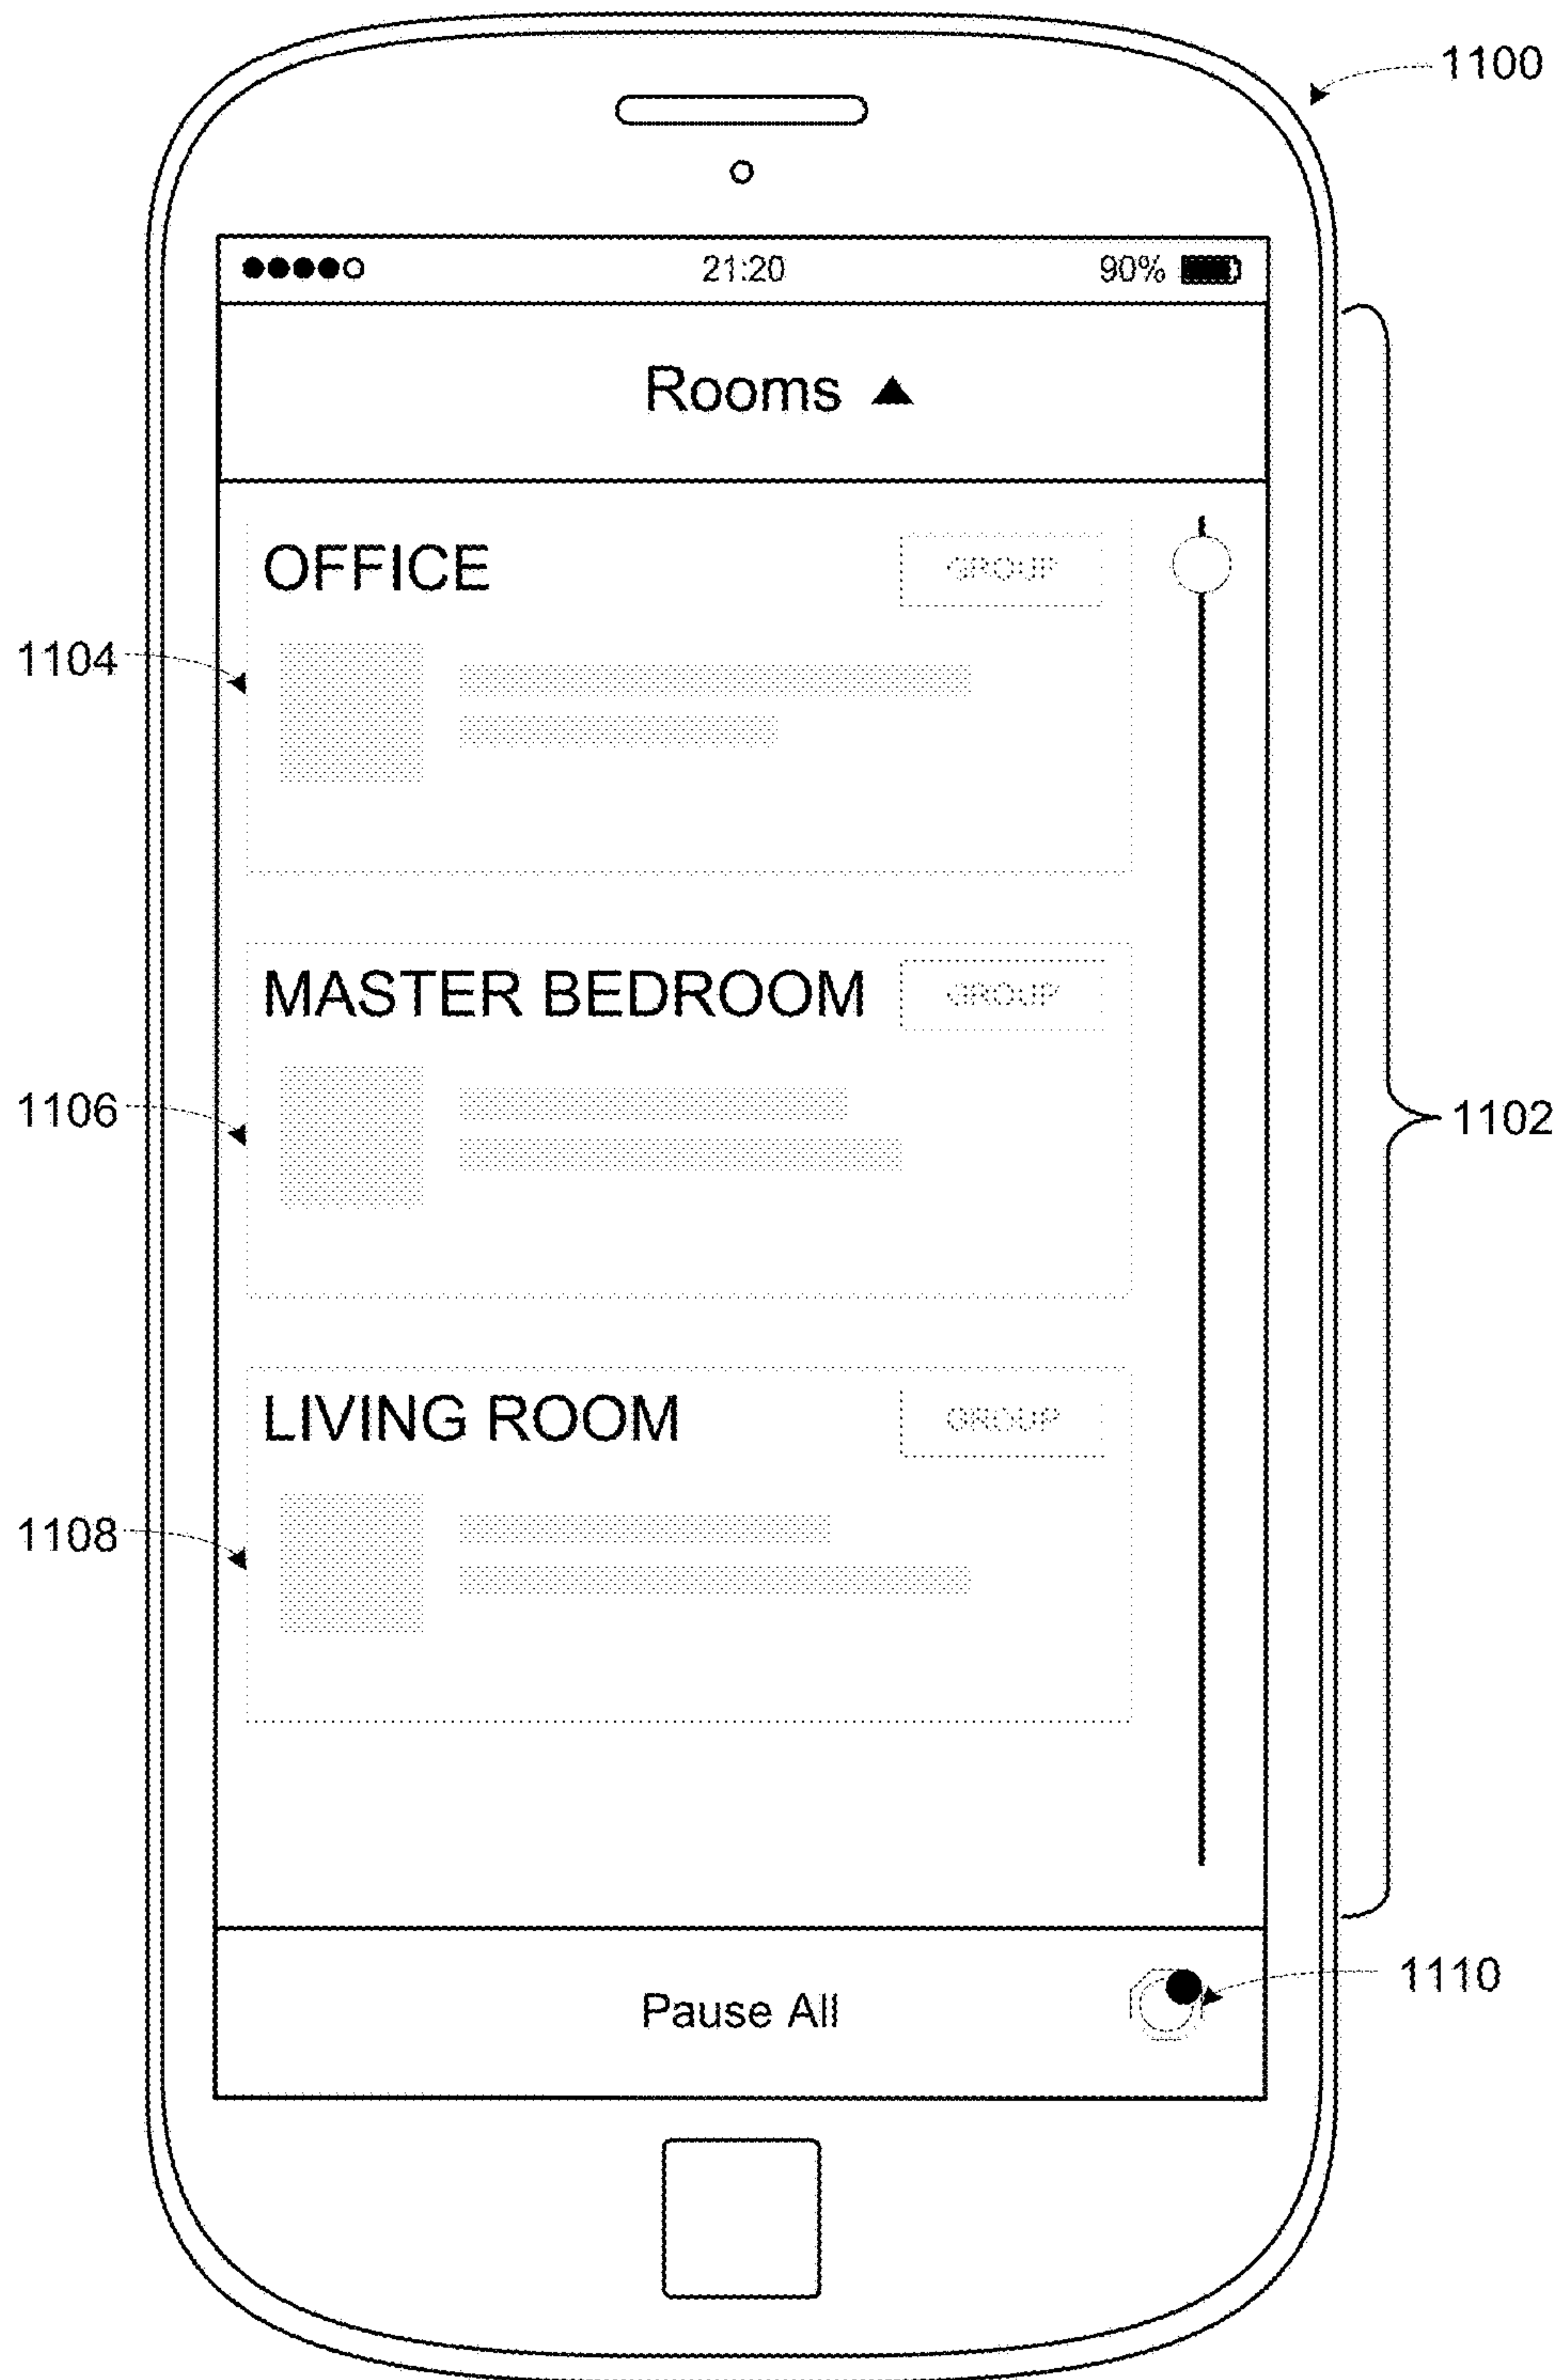 1100
21:20 90%
Rooms
OFFICE GROUP
1104
MASTER BEDROOM GROUP
1106
1102
LIVING ROOM GROUP
1108
1110
Pause All